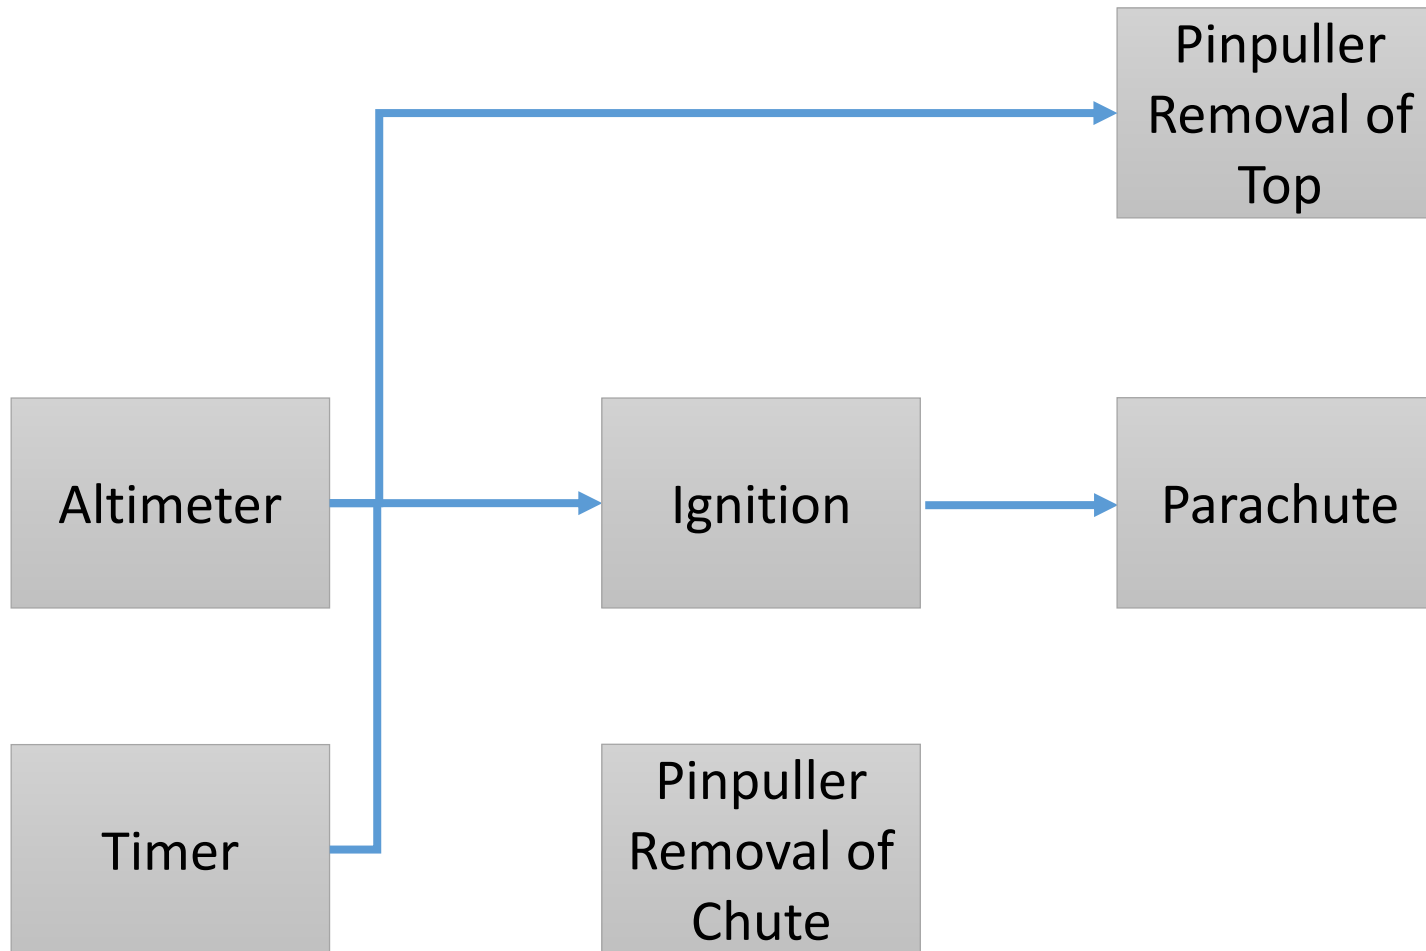 Pinpuller
Removal of
Top
Altimeter
Ignition
Parachute
Timer
Pinpuller
Removal of
Chute